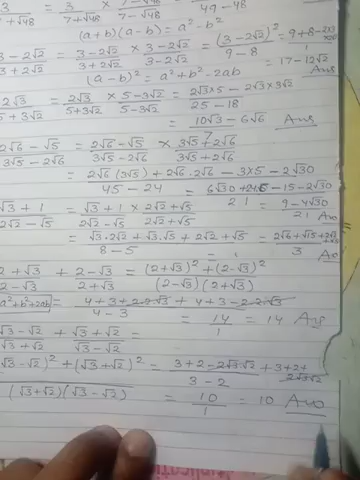 3/(7+√48) = 3/(7+√48) × (7-√48)/(7-√48) = /(49-48)
(a+b)(a-b) = a²-b²
(3-2√2)/(3+2√2) = (3-2√2)/(3+2√2) × (3-2√2)/(3-2√2) = (3-2√2)²/(9-8) = 9+8-
(a-b)² = a²+b²-2ab = 17-12√2 Ans
2√3/(5+3√2) = 2√3/(5+3√2) × (5-3√2)/(5-3√2) = (2√3×5-2√3×3√2)/(25-18)
= (10√3-6√6)/7 Ans
(2√6-√5)/(3√5-2√6) = (2√6-√5)/(3√5-2√6) × (3√5+2√6)/(3√5+2√6)
= (2√6(3√5)+2√6.2√6-3×5-2√30)/(45-24) = (6√30+24-15-2√30)/21
(√3+1)/(2√2-√5) = (√3+1)/(2√2-√5) × (2√2+√5)/(2√2+√5) = (9-4√30)/21 An
= (√3.2√2+√3.√5+2√2+√5)/(8-5) = (2√6+√15+2√2)/3 An
(2+√3)/(2-√3) + (2-√3)/(2+√3) = ((2+√3)²+(2-√3)²)/((2-√3)(2+√3))
a²+b²+2ab = (4+3+2.2√3+4+3-2.2√3)/(4-3) = 14/1 = 14 Ans
(√3-√2)/(√3+√2) + (√3+√2)/(√3-√2) =
(√3-√2)²+(√3+√2)²/(√3+√2)(√3-√2) = (3+2-2√3.√2+3+2+2√3√2)/(3-2)
= 10/1 = 10 Ans